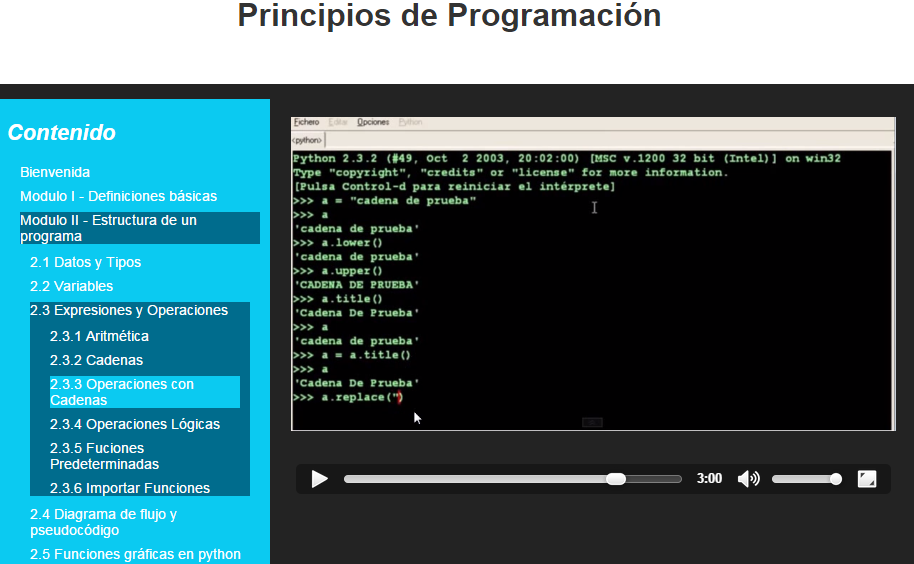 Principios de Programación
Contenido
Bienvenida
Modulo I - Definiciones básicas
Modulo II - Estructura de un
programa
2.1 Datos y Tipos
2.2 Variables
2.3 Expresiones y Operaciones
2.3.1 Aritmética
2.3.2 Cadenas
2.3.3 Operaciones con
Cadenas
2.3.4 Operaciones Lógicas
2.3.5 Fuciones
Predeterminadas
2.3.6 Importar Funciones
2.4 Diagrama de flujo y
pseudocódigo
2.5 Funciones gráficas en python
Fichero Editar Opciones Python
<python>
Python 2.3.2 (#49, Oct  2 2003, 20:02:00) [MSC v.1200 32 bit (Intel)] on win32
Type "copyright", "credits" or "license" for more information.
[Pulsa Control-d para reiniciar el intérprete]
>>> a = "cadena de prueba"
>>> a
'cadena de prueba'
>>> a.lower()
'cadena de prueba'
>>> a.upper()
'CADENA DE PRUEBA'
>>> a.title()
'Cadena De Prueba'
>>> a
'cadena de prueba'
>>> a = a.title()
>>> a
'Cadena De Prueba'
>>> a.replace(")
3:00